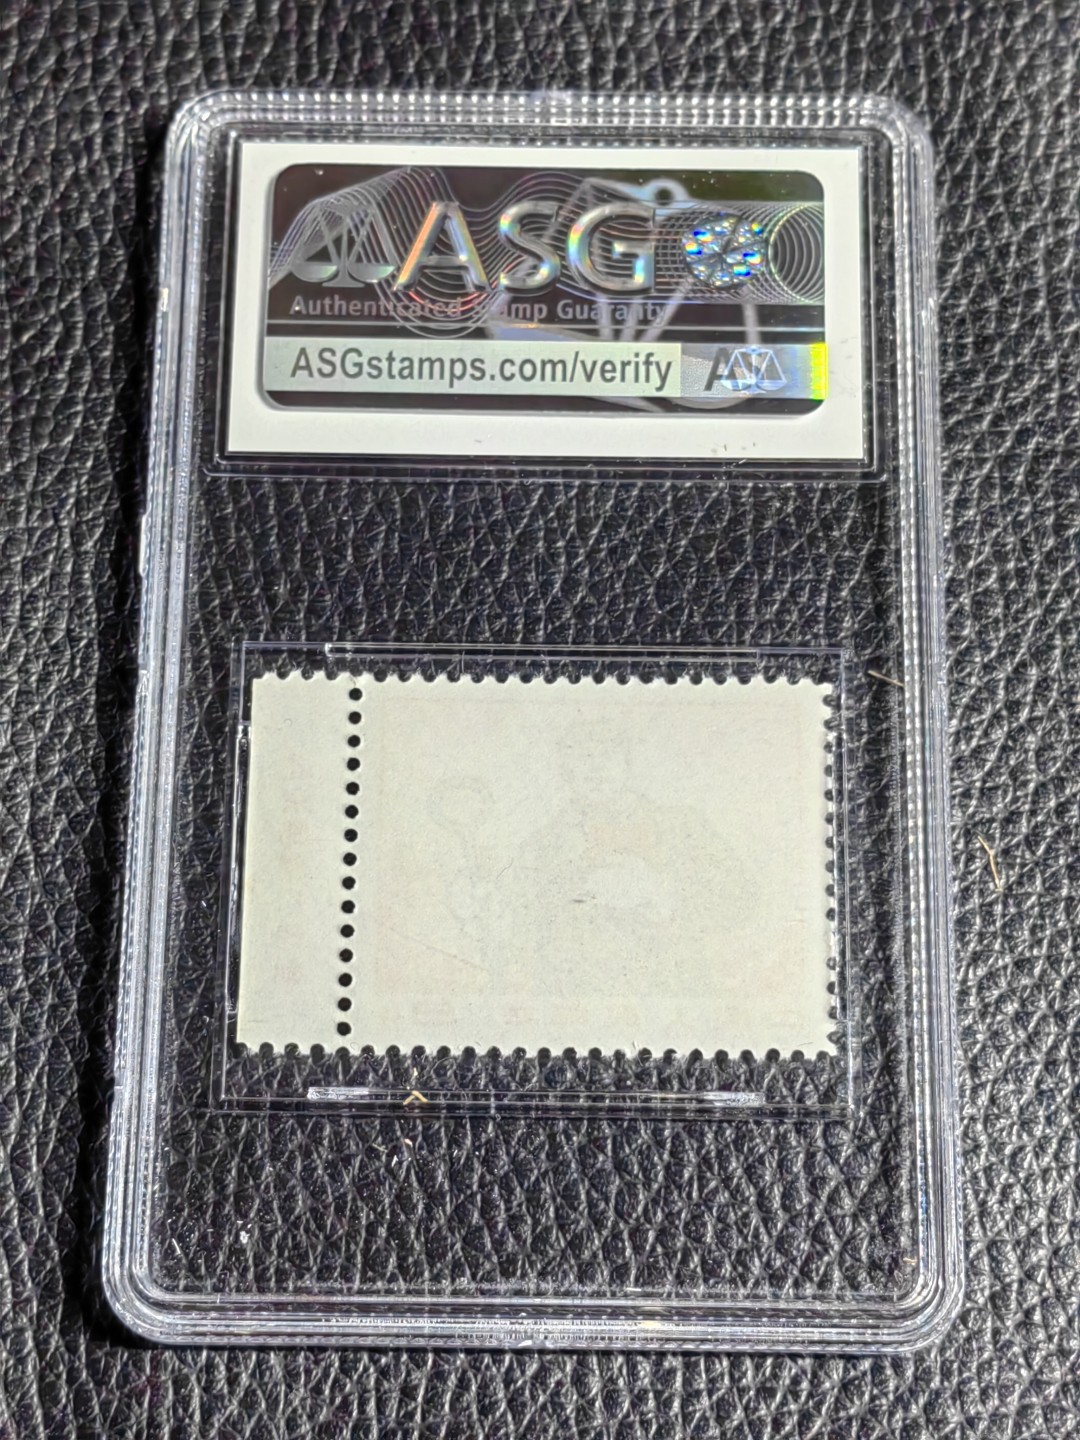 ASG
Authenticated Stamp Guaranty
ASGstamps.com/verify